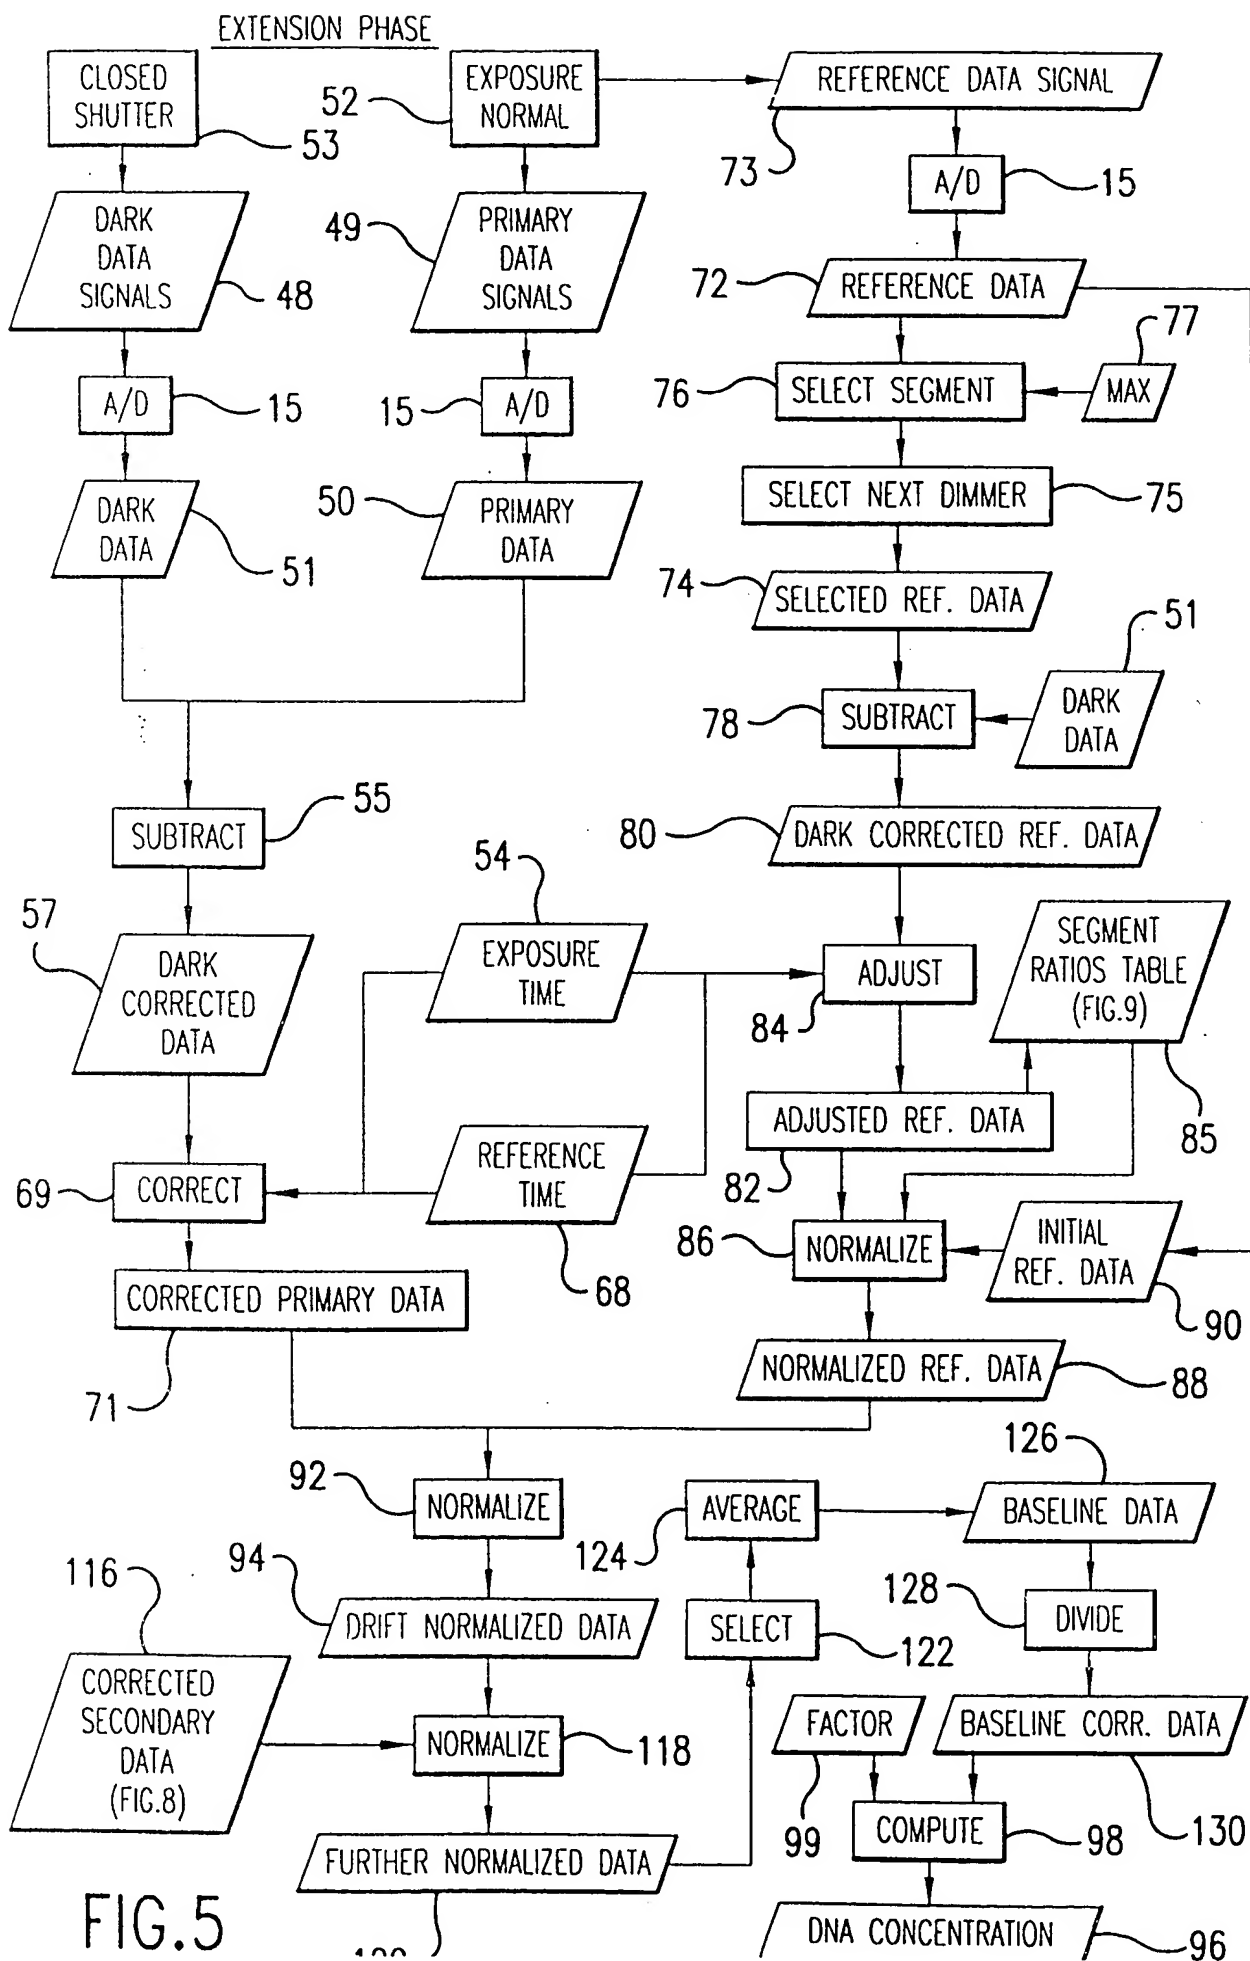 EXTENSION PHASE
CLOSED
SHUTTER
53
EXPOSURE
NORMAL
52
REFERENCE DATA SIGNAL
73
A/D
15
DARK
DATA
SIGNALS
48
PRIMARY
DATA
SIGNALS
49
72
REFERENCE DATA
77
A/D
15
15
A/D
76
SELECT SEGMENT
MAX
DARK
DATA
51
50
PRIMARY
DATA
SELECT NEXT DIMMER
75
74
SELECTED REF. DATA
51
78
SUBTRACT
DARK
DATA
55
SUBTRACT
80
DARK CORRECTED REF. DATA
54
57
DARK
CORRECTED
DATA
EXPOSURE
TIME
ADJUST
84
SEGMENT
RATIOS TABLE
(FIG.9)
85
ADJUSTED REF. DATA
82
69
CORRECT
REFERENCE
TIME
68
86
NORMALIZE
INITIAL
REF. DATA
90
CORRECTED PRIMARY DATA
71
NORMALIZED REF. DATA
88
92
NORMALIZE
124
AVERAGE
126
BASELINE DATA
94
DRIFT NORMALIZED DATA
SELECT
122
128
DIVIDE
116
CORRECTED
SECONDARY
DATA
(FIG.8)
NORMALIZE
118
FACTOR
99
BASELINE CORR. DATA
130
FURTHER NORMALIZED DATA
COMPUTE
98
DNA CONCENTRATION
96
FIG.5